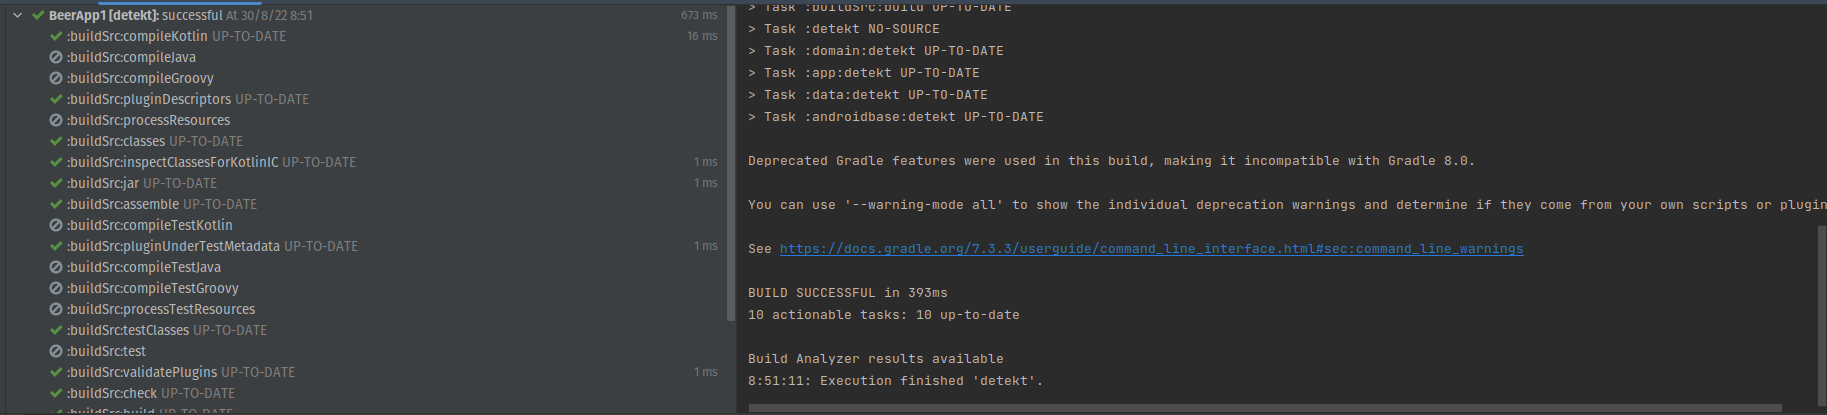 BeerApp1 [detekt]: successful At 30/8/22 8:51 673 ms
:buildSrc:compileKotlin UP-TO-DATE 16 ms
:buildSrc:compileJava
:buildSrc:compileGroovy
:buildSrc:pluginDescriptors UP-TO-DATE
:buildSrc:processResources
:buildSrc:classes UP-TO-DATE
:buildSrc:inspectClassesForKotlinIC UP-TO-DATE 1 ms
:buildSrc:jar UP-TO-DATE 1 ms
:buildSrc:assemble UP-TO-DATE
:buildSrc:compileTestKotlin
:buildSrc:pluginUnderTestMetadata UP-TO-DATE 1 ms
:buildSrc:compileTestJava
:buildSrc:compileTestGroovy
:buildSrc:processTestResources
:buildSrc:testClasses UP-TO-DATE
:buildSrc:test
:buildSrc:validatePlugins UP-TO-DATE 1 ms
:buildSrc:check UP-TO-DATE
:buildSrc:build UP-TO-DATE
> Task :buildSrc:build UP-TO-DATE
> Task :detekt NO-SOURCE
> Task :domain:detekt UP-TO-DATE
> Task :app:detekt UP-TO-DATE
> Task :data:detekt UP-TO-DATE
> Task :androidbase:detekt UP-TO-DATE
Deprecated Gradle features were used in this build, making it incompatible with Gradle 8.0.
You can use '--warning-mode all' to show the individual deprecation warnings and determine if they come from your own scripts or plugin
See https://docs.gradle.org/7.3.3/userguide/command_line_interface.html#sec:command_line_warnings
BUILD SUCCESSFUL in 393ms
10 actionable tasks: 10 up-to-date
Build Analyzer results available
8:51:11: Execution finished 'detekt'.